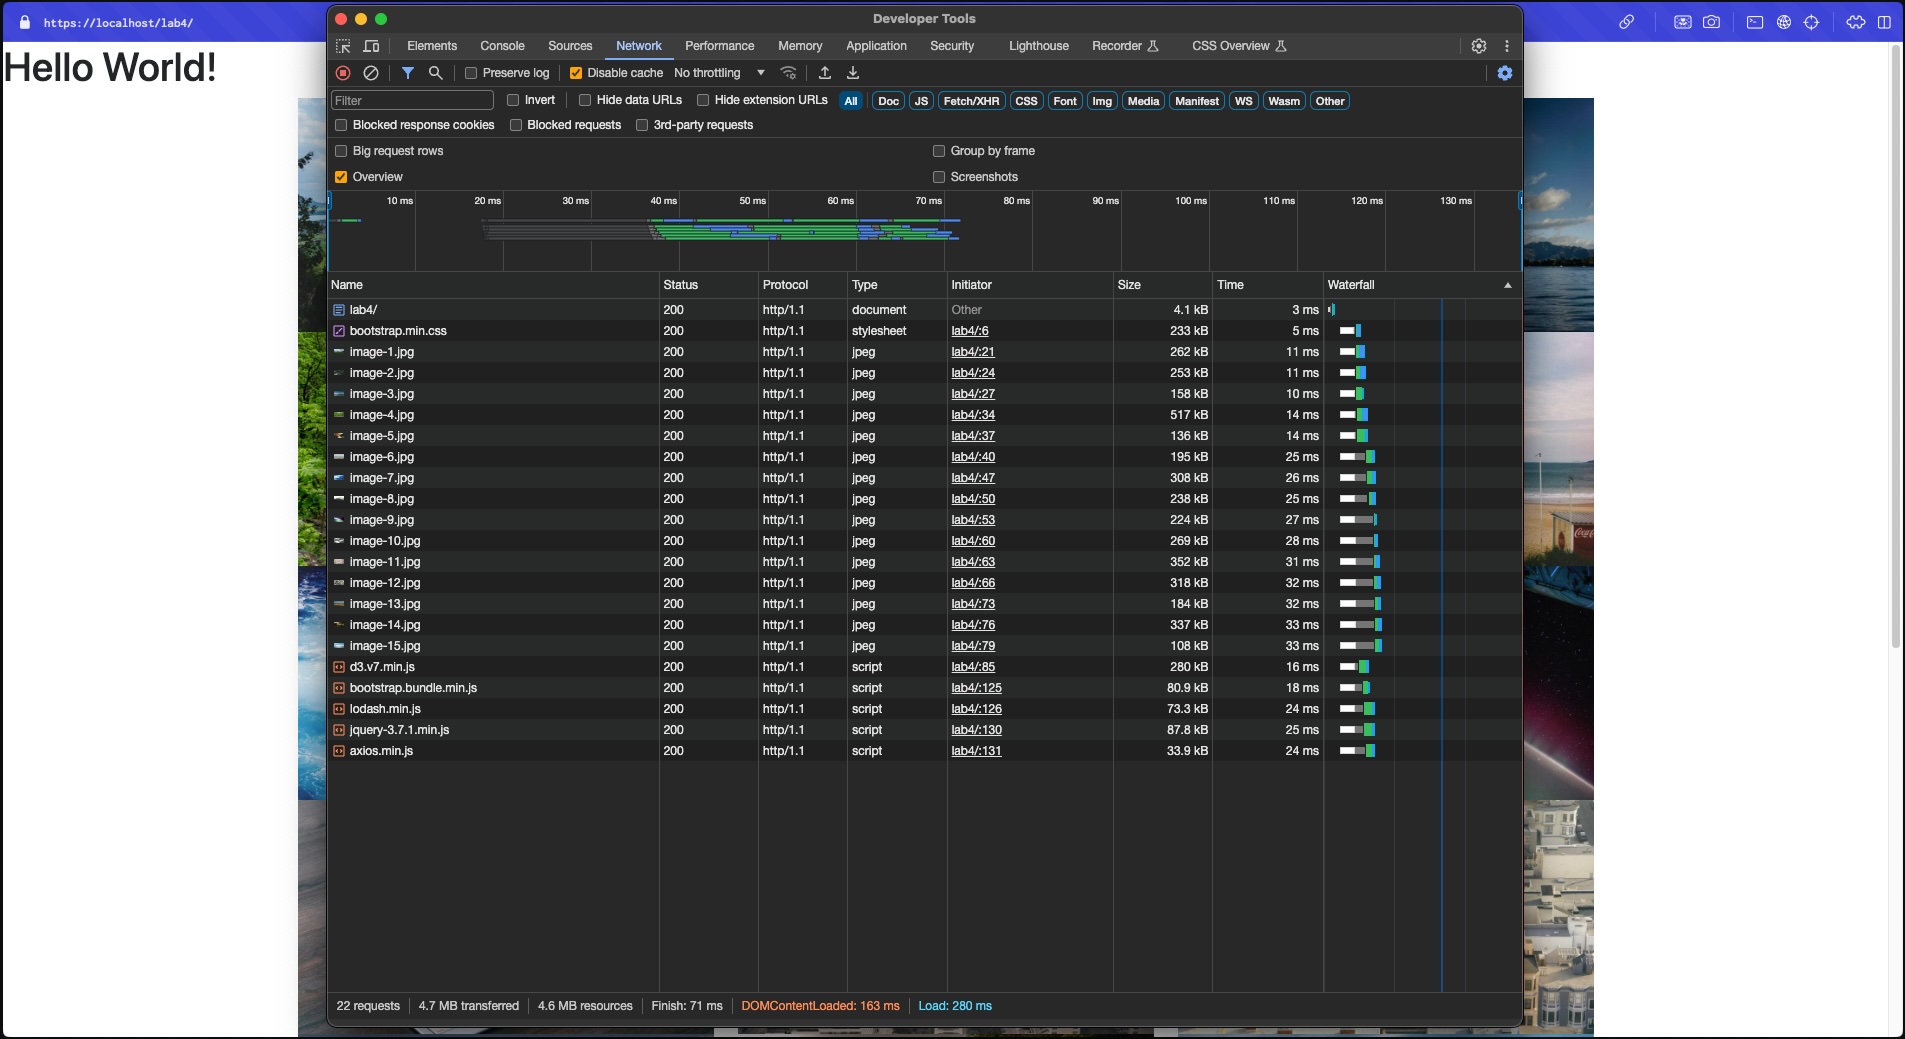 https://localhost/lab4/
Developer Tools
Hello World!
Elements Console Sources Network Performance Memory Application Security Lighthouse Recorder CSS Overview
Preserve log Disable cache No throttling
Filter Invert Hide data URLs Hide extension URLs All Doc JS Fetch/XHR CSS Font Img Media Manifest WS Wasm Other
Blocked response cookies Blocked requests 3rd-party requests
Big request rows Group by frame
Overview Screenshots
10 ms 20 ms 30 ms 40 ms 50 ms 60 ms 70 ms 80 ms 90 ms 100 ms 110 ms 120 ms 130 ms
Name Status Protocol Type Initiator Size Time Waterfall
lab4/ 200 http/1.1 document Other 4.1 kB 3 ms
bootstrap.min.css 200 http/1.1 stylesheet lab4/:6 233 kB 5 ms
image-1.jpg 200 http/1.1 jpeg lab4/:21 262 kB 11 ms
image-2.jpg 200 http/1.1 jpeg lab4/:24 253 kB 11 ms
image-3.jpg 200 http/1.1 jpeg lab4/:27 158 kB 10 ms
image-4.jpg 200 http/1.1 jpeg lab4/:34 517 kB 14 ms
image-5.jpg 200 http/1.1 jpeg lab4/:37 136 kB 14 ms
image-6.jpg 200 http/1.1 jpeg lab4/:40 195 kB 25 ms
image-7.jpg 200 http/1.1 jpeg lab4/:47 308 kB 26 ms
image-8.jpg 200 http/1.1 jpeg lab4/:50 238 kB 25 ms
image-9.jpg 200 http/1.1 jpeg lab4/:53 224 kB 27 ms
image-10.jpg 200 http/1.1 jpeg lab4/:60 269 kB 28 ms
image-11.jpg 200 http/1.1 jpeg lab4/:63 352 kB 31 ms
image-12.jpg 200 http/1.1 jpeg lab4/:66 318 kB 32 ms
image-13.jpg 200 http/1.1 jpeg lab4/:73 184 kB 32 ms
image-14.jpg 200 http/1.1 jpeg lab4/:76 337 kB 33 ms
image-15.jpg 200 http/1.1 jpeg lab4/:79 108 kB 33 ms
d3.v7.min.js 200 http/1.1 script lab4/:85 280 kB 16 ms
bootstrap.bundle.min.js 200 http/1.1 script lab4/:125 80.9 kB 18 ms
lodash.min.js 200 http/1.1 script lab4/:126 73.3 kB 24 ms
jquery-3.7.1.min.js 200 http/1.1 script lab4/:130 87.8 kB 25 ms
axios.min.js 200 http/1.1 script lab4/:131 33.9 kB 24 ms
22 requests 4.7 MB transferred 4.6 MB resources Finish: 71 ms DOMContentLoaded: 163 ms Load: 280 ms